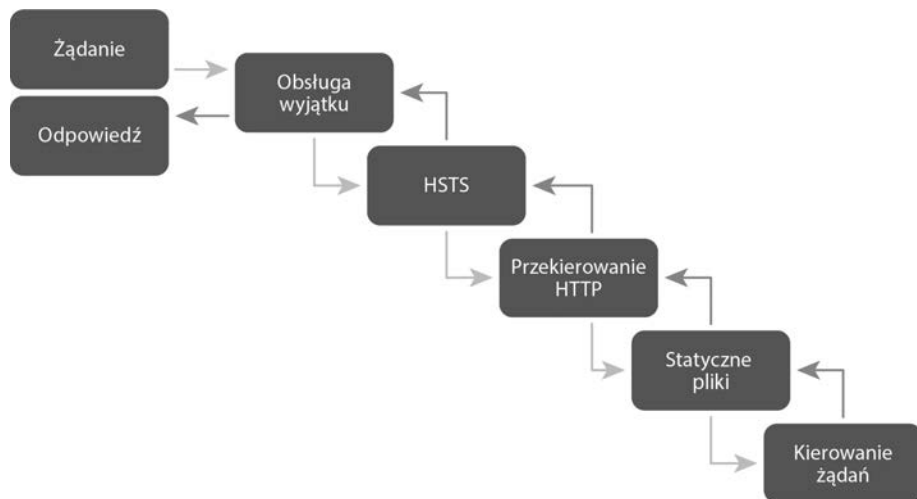 Żądanie
Odpowiedź
Obsługa
wyjątku
HSTS
Przekierowanie
HTTP
Statyczne
pliki
Kierowanie
żądań